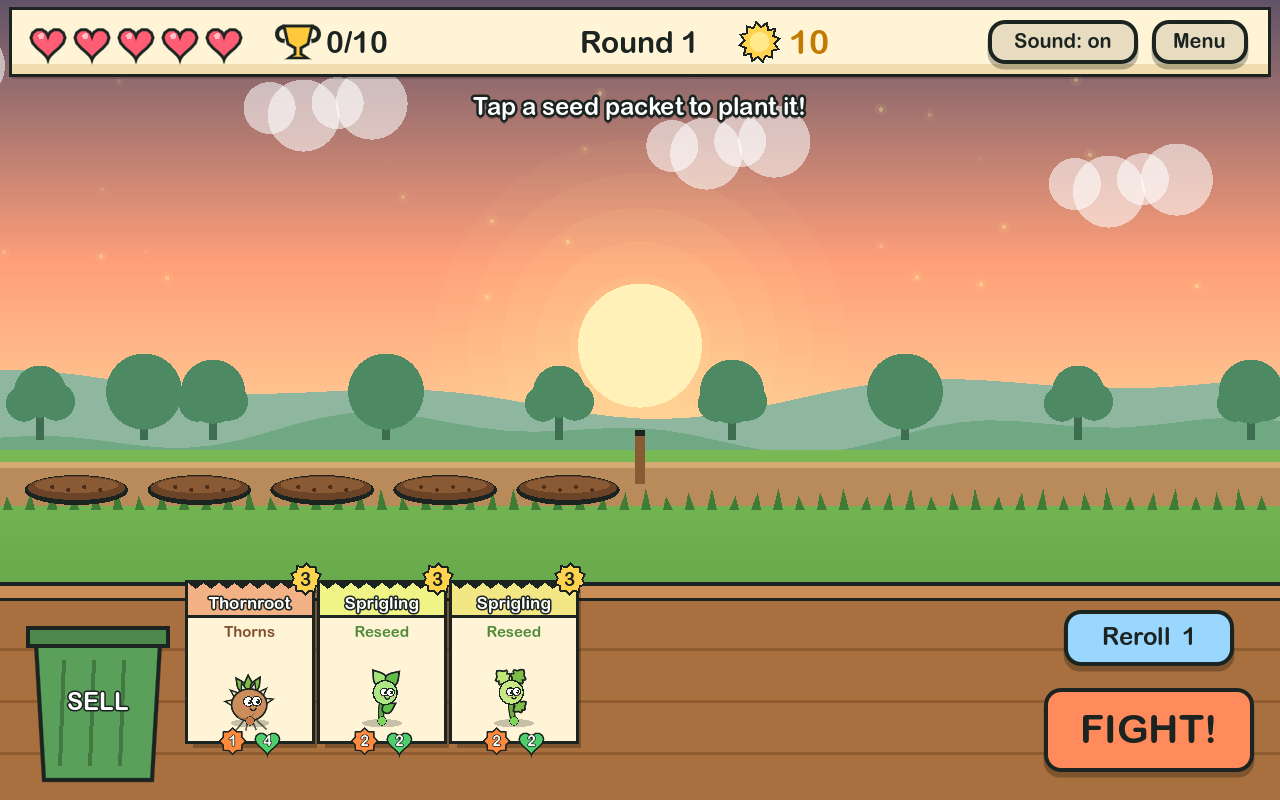 0/10
Round 1
10
Sound: on
Menu
Tap a seed packet to plant it!
3
3
3
Thornroot
Sprigling
Sprigling
Thorns
Reseed
Reseed
Reroll 1
SELL
FIGHT!
1
4
2
2
2
2